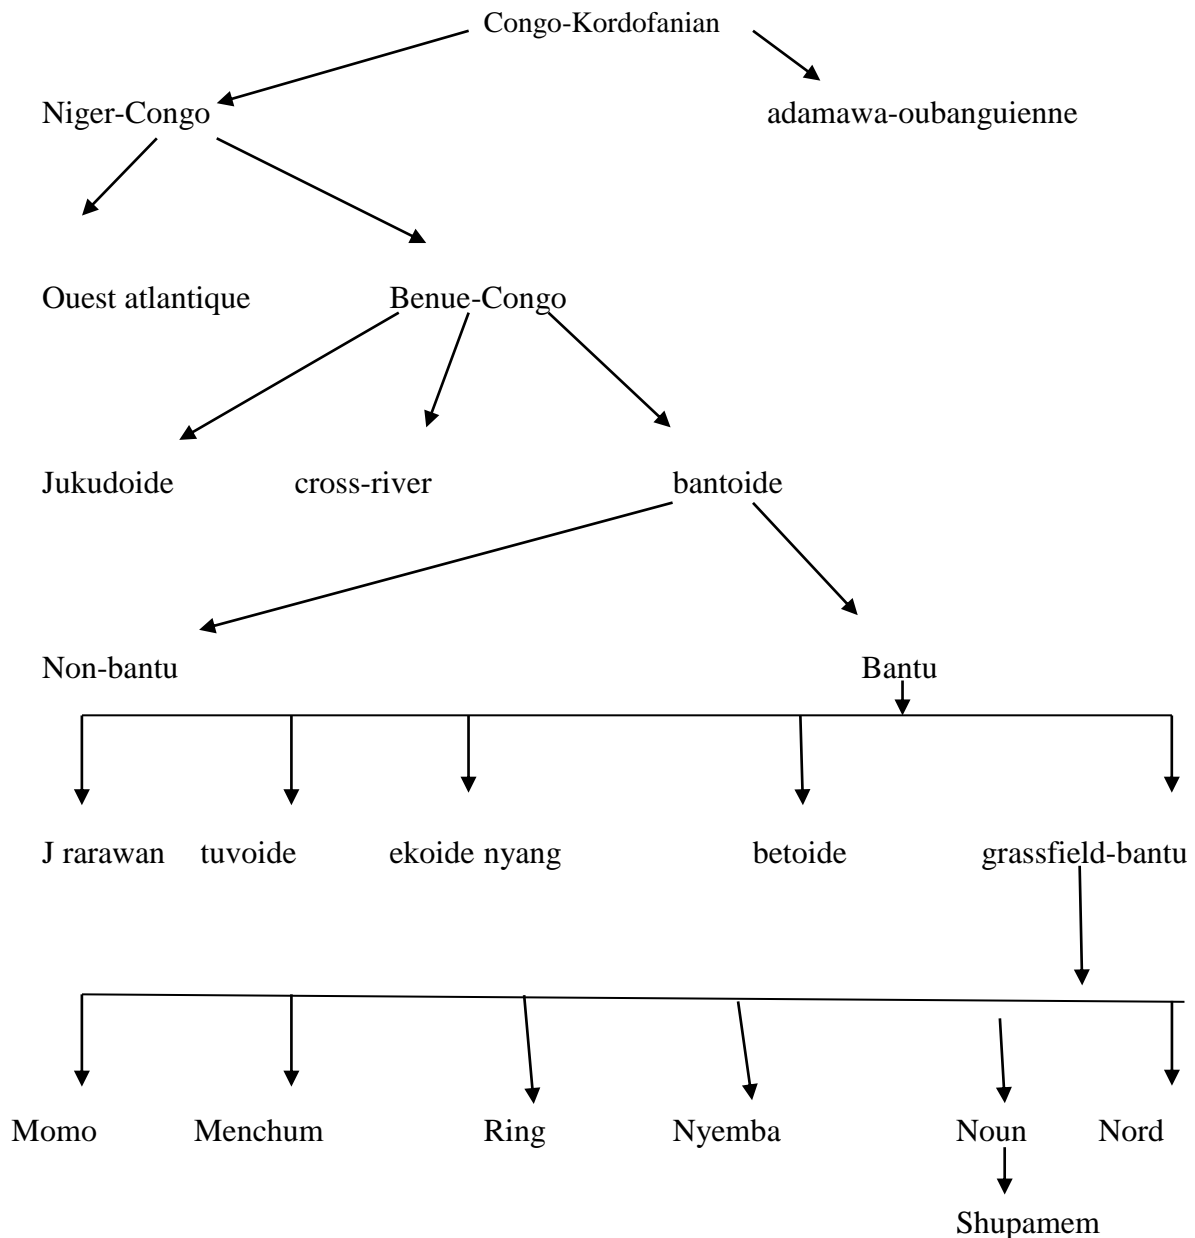 Congo-Kordofanian
Niger-Congo adamawa-oubanguienne
Ouest atlantique Benue-Congo
Jukudoide cross-river bantoide
Non-bantu Bantu
J rarawan tuvoide ekoide nyang betoide grassfield-bantu
Momo Menchum Ring Nyemba Noun Nord
Shupamem